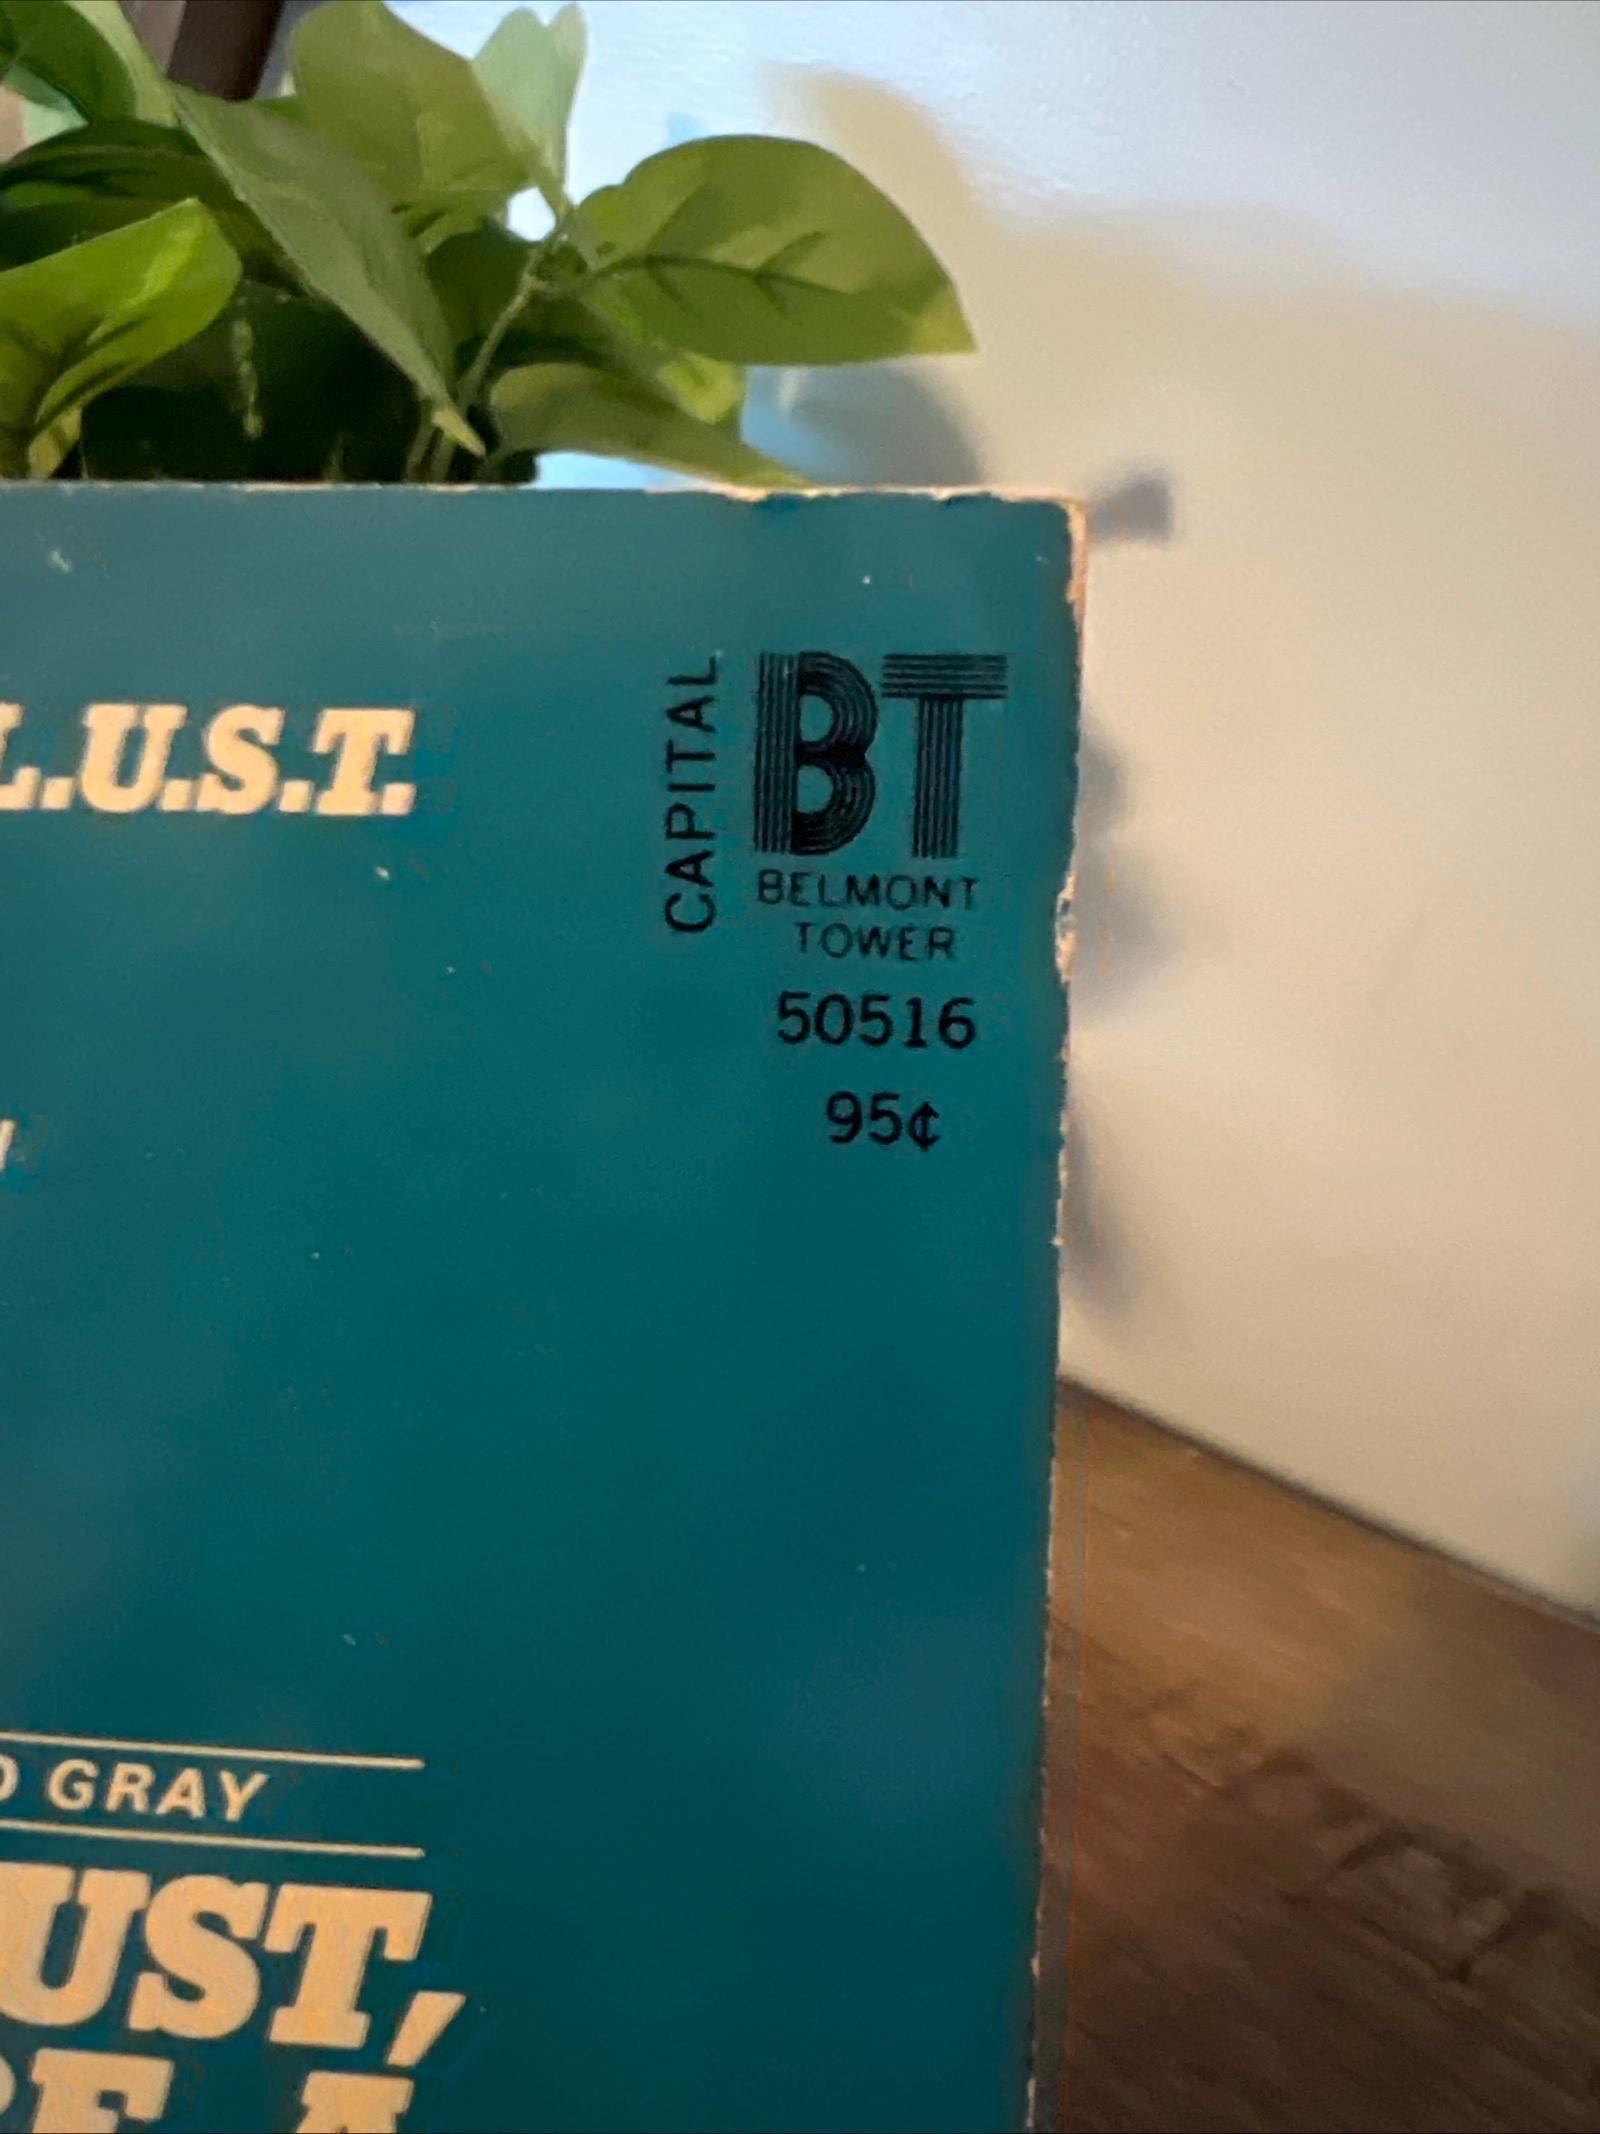 L.U.S.T.
CAPITAL
BT
BELMONT
TOWER
50516
95¢
GRAY
UST,
A